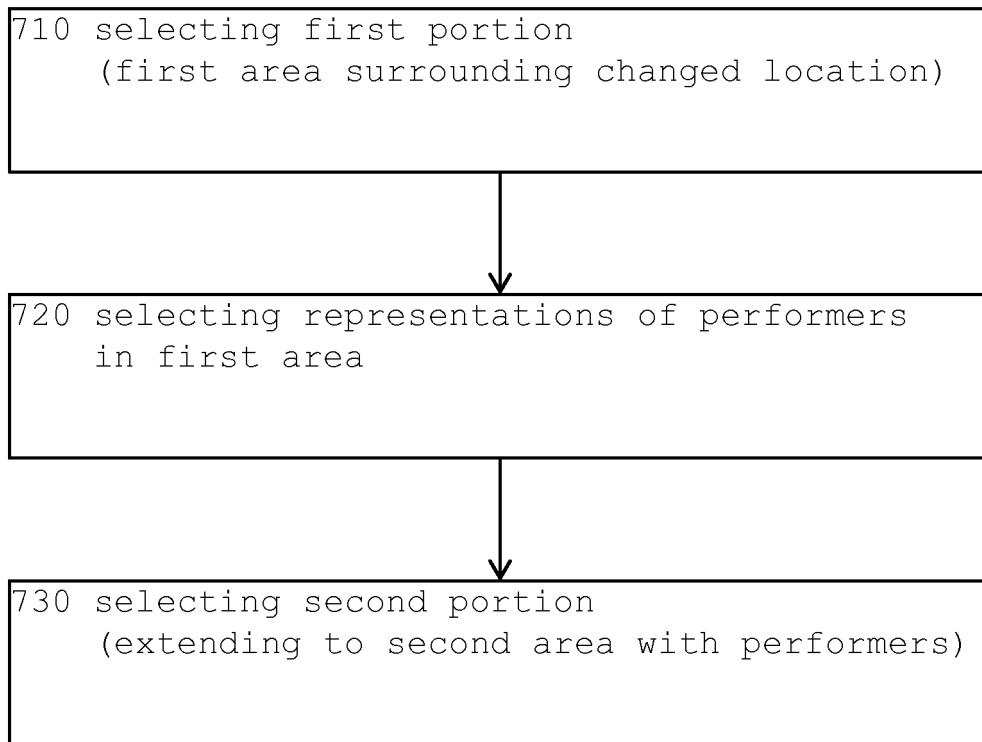 710 selecting first portion
(first area surrounding changed location)
720 selecting representations of performers
in first area
730 selecting second portion
(extending to second area with performers)